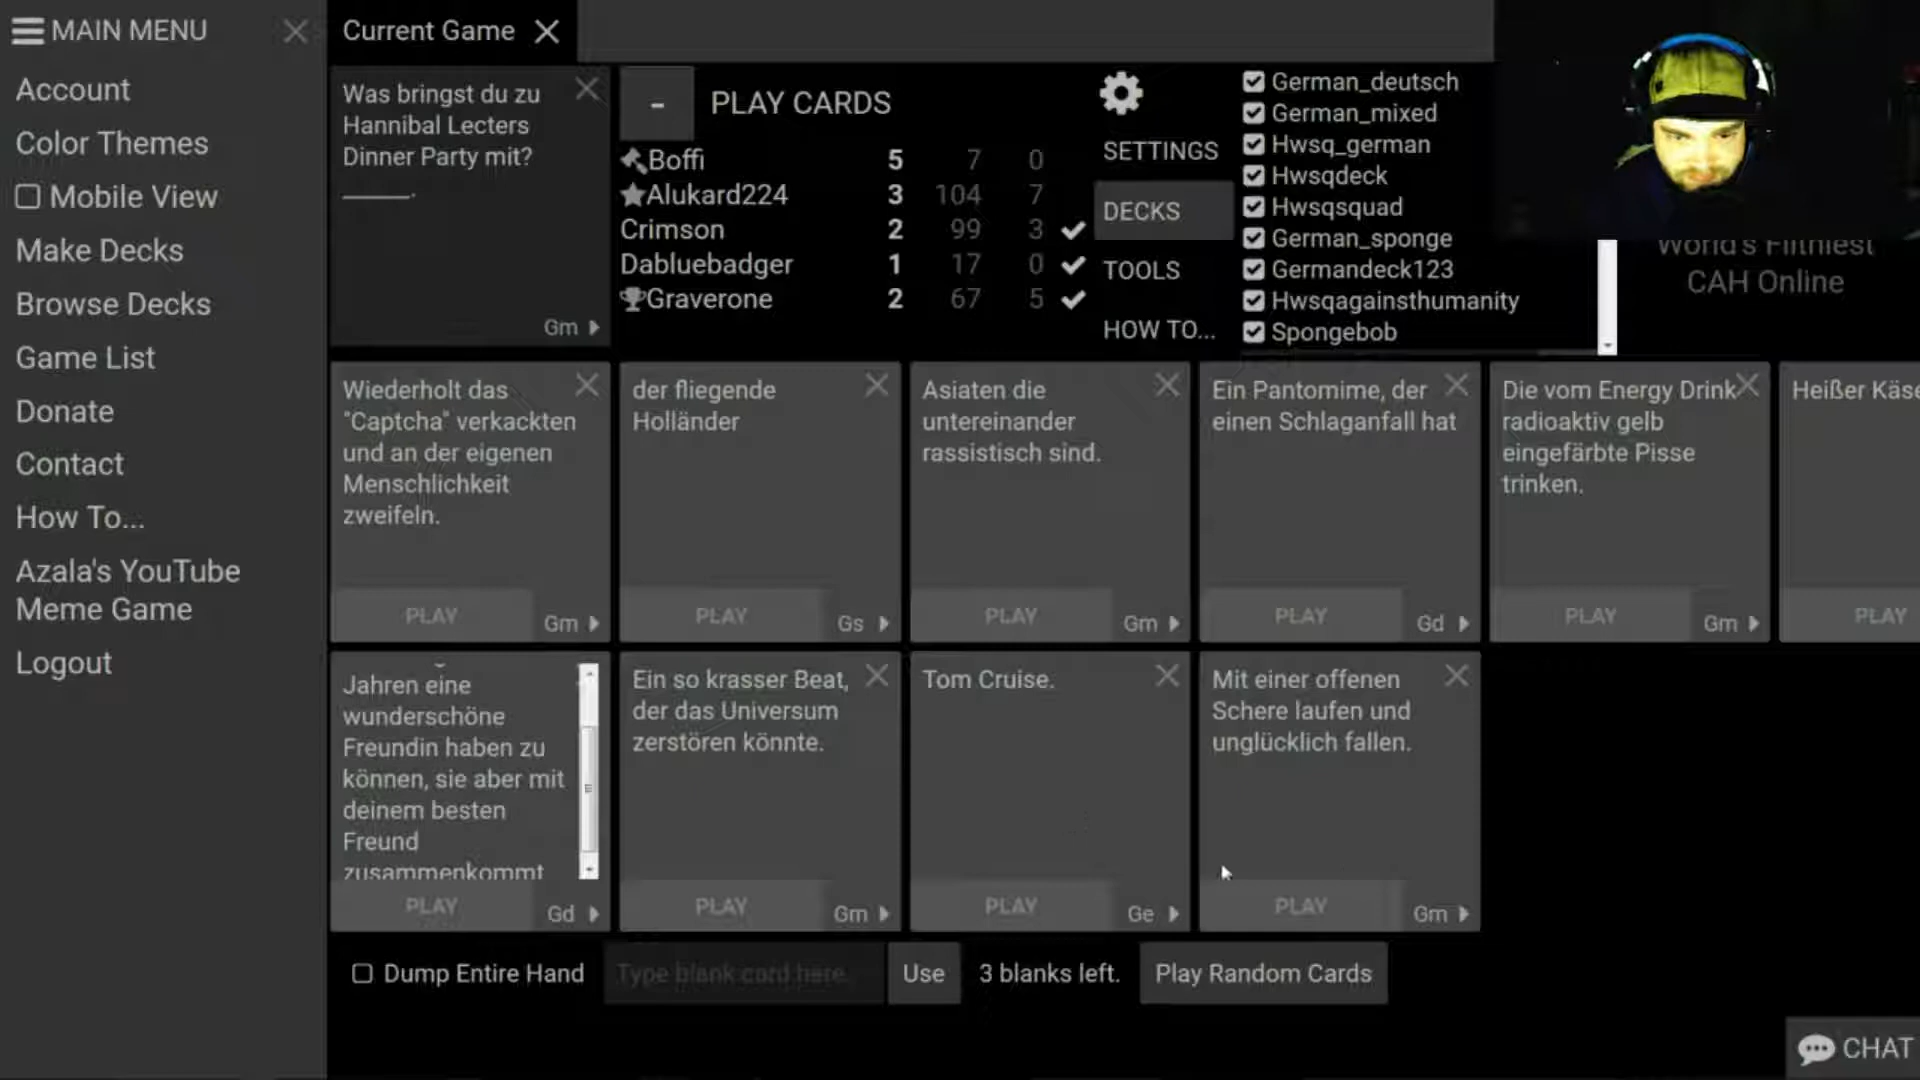 MAIN MENU
Account
Color Themes
Mobile View
Make Decks
Browse Decks
Game List
Donate
Contact
How To...
Azala's YouTube
Meme Game
Logout
Current Game
Was bringst du zu
Hannibal Lecters
Dinner Party mit?
Gm
-
PLAY CARDS
Boffi 5 7 0
Alukard224 3 104 7
Crimson 2 99 3
Dabluebadger 1 17 0
Graverone 2 67 5
SETTINGS
DECKS
TOOLS
HOW TO...
German_deutsch
German_mixed
Hwsq_german
Hwsqdeck
Hwsqsquad
German_sponge
Germandeck123
Hwsqagainsthumanity
Spongebob
World's Filthiest
CAH Online
Wiederholt das
"Captcha" verkackten
und an der eigenen
Menschlichkeit
zweifeln.
PLAY Gm
der fliegende
Holländer
PLAY Gs
Asiaten die
untereinander
rassistisch sind.
PLAY Gm
Ein Pantomime, der
einen Schlaganfall hat
PLAY Gd
Die vom Energy Drink
radioaktiv gelb
eingefärbte Pisse
trinken.
PLAY Gm
Heißer Käse
PLAY
Jahren eine
wunderschöne
Freundin haben zu
können, sie aber mit
deinem besten
Freund
zusammenkommt
PLAY Gd
Ein so krasser Beat,
der das Universum
zerstören könnte.
PLAY Gm
Tom Cruise.
PLAY Ge
Mit einer offenen
Schere laufen und
unglücklich fallen.
PLAY Gm
Dump Entire Hand
Type blank card here.
Use
3 blanks left.
Play Random Cards
CHAT